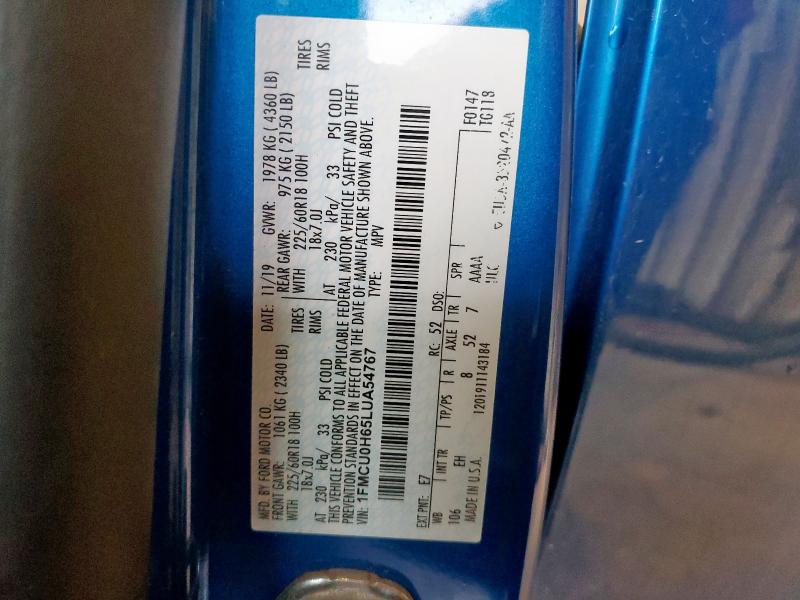 MFD. BY FORD MOTOR CO. DATE: 11/19 GVWR: 1978 KG ( 4360 LB)
FRONT GAWR: 1061 KG ( 2340 LB) REAR GAWR: 975 KG ( 2150 LB)
WITH 225/60R18 100H TIRES WITH 225/60R18 100H TIRES
18x7.0J RIMS 18x7.0J RIMS
AT 230 kPa/ 33 PSI COLD AT 230 kPa/ 33 PSI COLD
THIS VEHICLE CONFORMS TO ALL APPLICABLE FEDERAL MOTOR VEHICLE SAFETY AND THEFT
PREVENTION STANDARDS IN EFFECT ON THE DATE OF MANUFACTURE SHOWN ABOVE.
VIN: 1FMCU0H65LUA54767 TYPE: MPV
EXT PNT: E7 RC: 52 DSO:
WB INT TR TP/PS R AXLE TR SPR F0147
106 EH 8 52 7 AAAA TG118
MADE IN U.S.A. 1201911143184